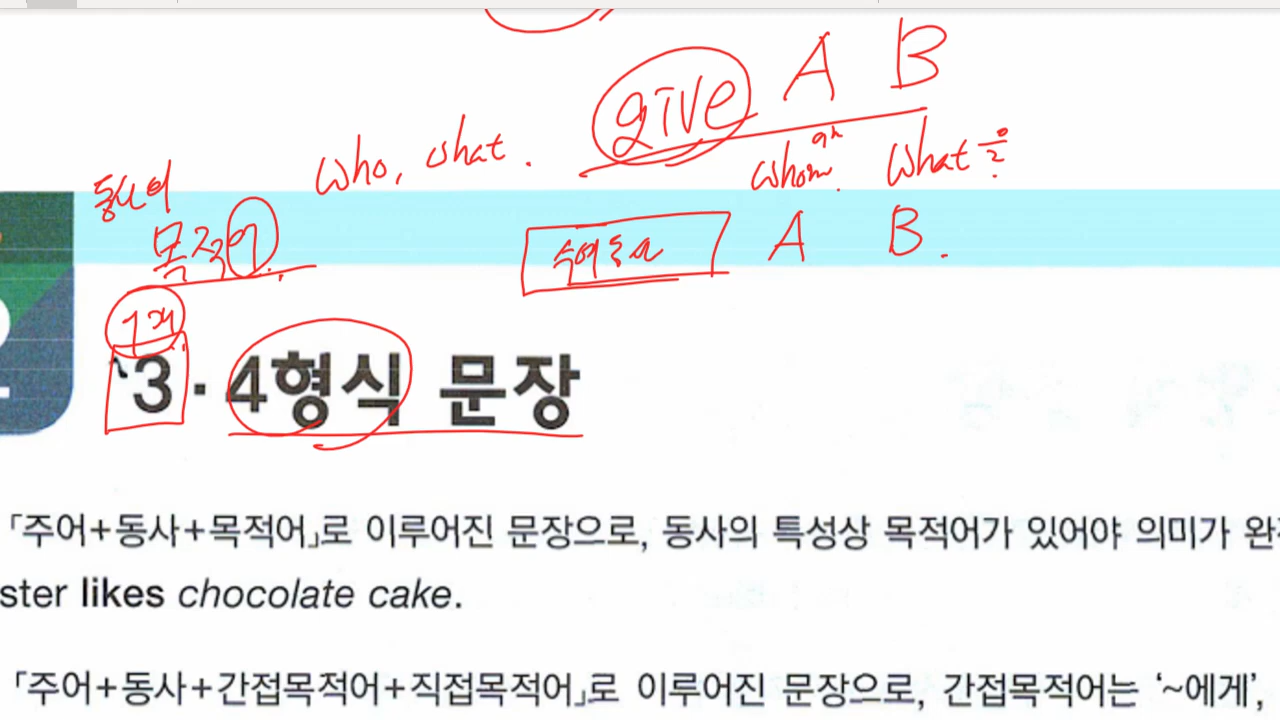 give A B
who, what.
whom what 을
동사의
목적어
수여동사 A B.
3·4형식 문장
「주어+동사+목적어」로 이루어진 문장으로, 동사의 특성상 목적어가 있어야 의미가 완
ster likes chocolate cake.
「주어+동사+간접목적어+직접목적어」로 이루어진 문장으로, 간접목적어는 ‘~에게’,